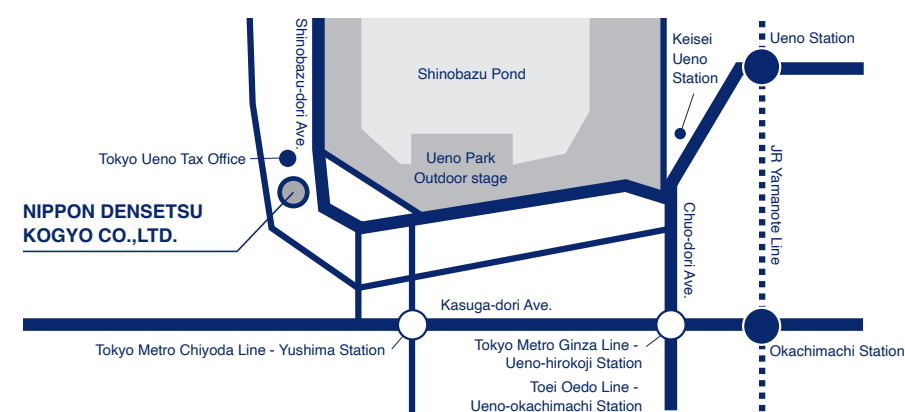 Shinobazu-dori Ave.
Keisei
Ueno
Station
Ueno Station
Shinobazu Pond
Tokyo Ueno Tax Office
Ueno Park
Outdoor stage
JR Yamanote Line
NIPPON DENSETSU
KOGYO CO.,LTD.
Chuo-dori Ave.
Kasuga-dori Ave.
Tokyo Metro Chiyoda Line - Yushima Station
Tokyo Metro Ginza Line -
Ueno-hirokoji Station
Okachimachi Station
Toei Oedo Line -
Ueno-okachimachi Station